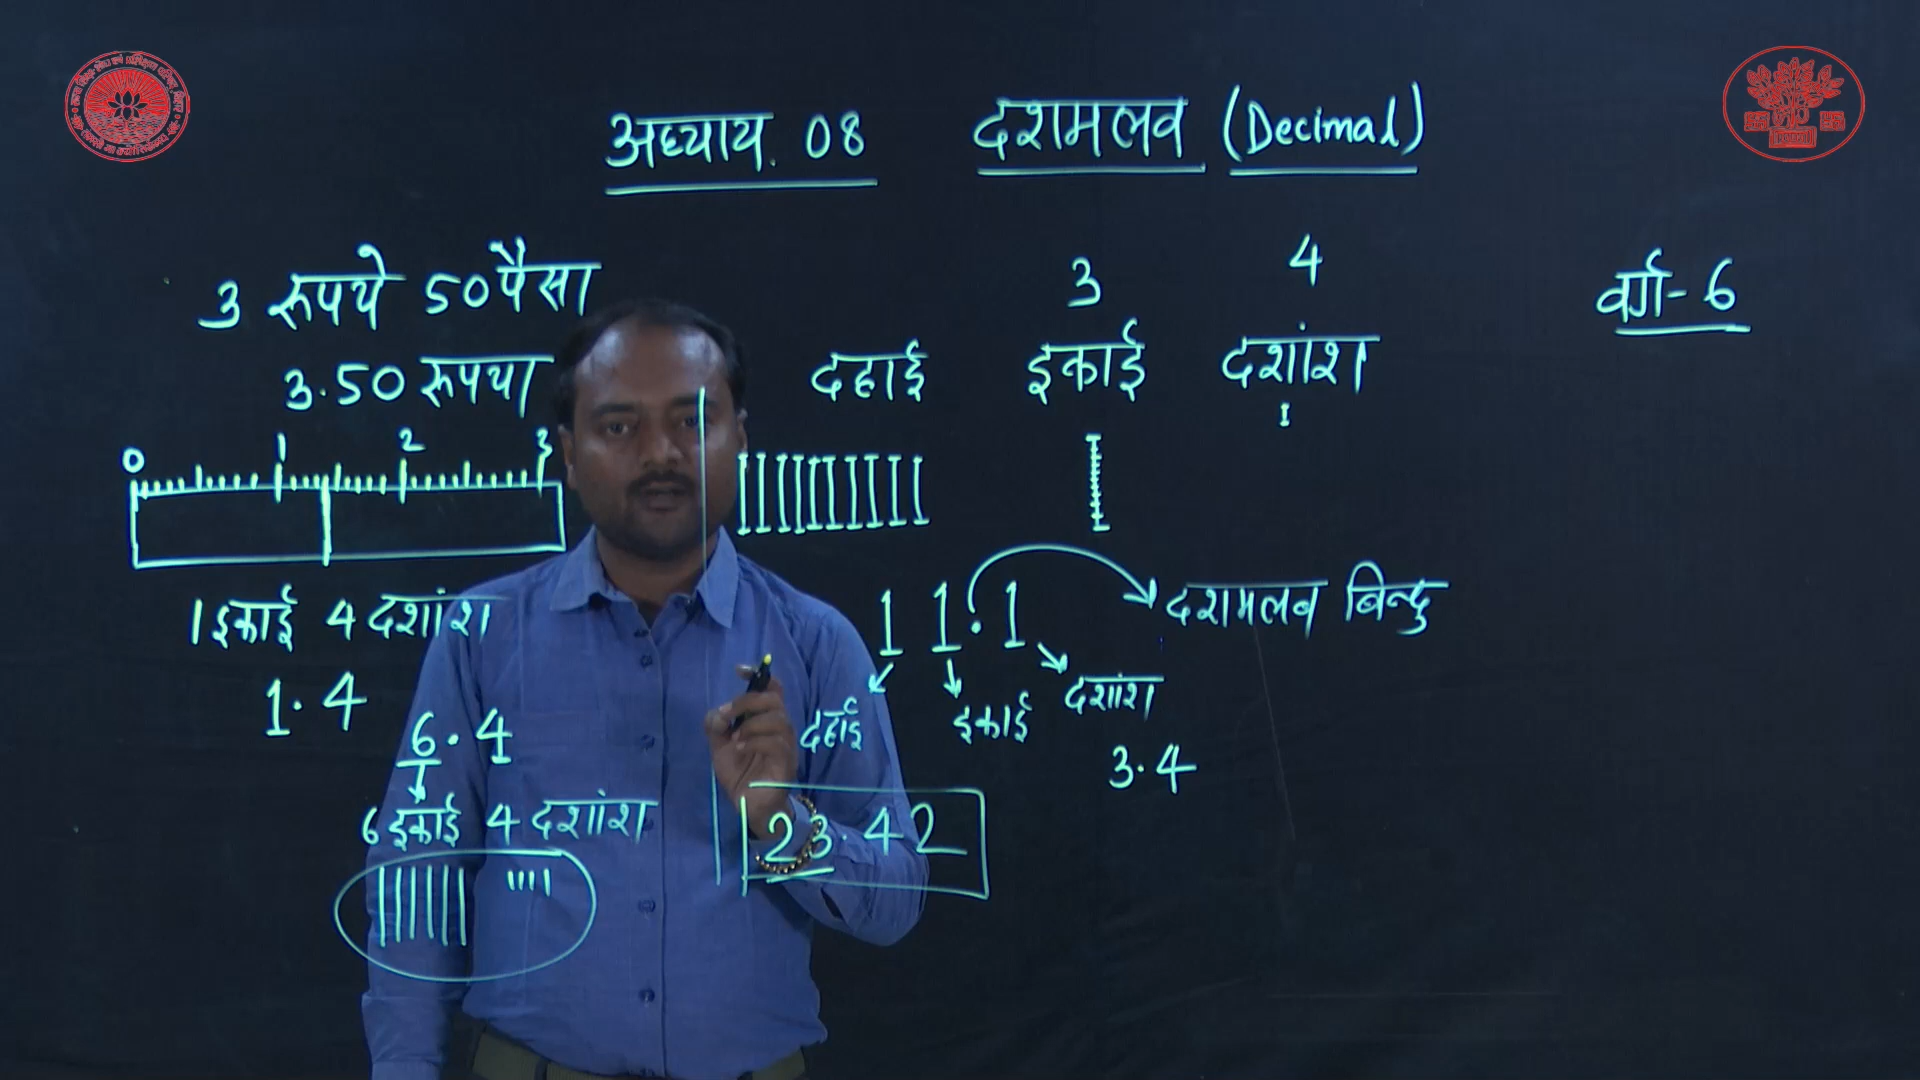 अध्याय. 08 दशमलव (Decimal)
वर्ग-6
3 रूपये 50 पैसा
3.50 रूपया
0 1 2 3
1 इकाई 4 दशांश
1.4
6.4
6 इकाई 4 दशांश
3 4
दहाई इकाई दशांश
1 1.1
दशमलव बिन्दु
दहाई इकाई दशांश
3.4
23.42